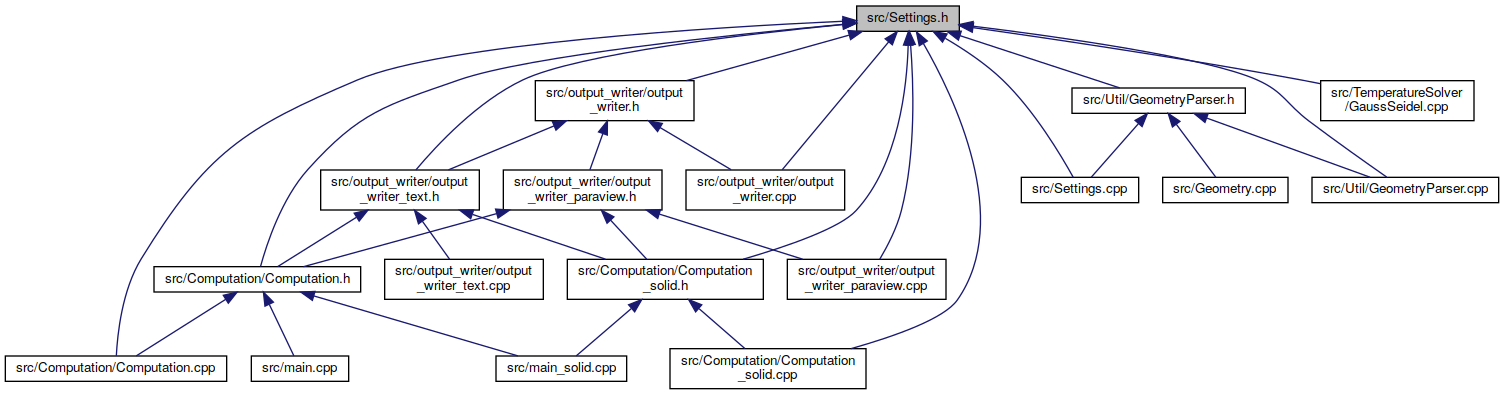 src/Settings.h
src/output_writer/output
_writer.h
src/Util/GeometryParser.h
src/TemperatureSolver
/GaussSeidel.cpp
src/output_writer/output
_writer_text.h
src/output_writer/output
_writer_paraview.h
src/output_writer/output
_writer.cpp
src/Settings.cpp
src/Geometry.cpp
src/Util/GeometryParser.cpp
src/Computation/Computation.h
src/output_writer/output
_writer_text.cpp
src/Computation/Computation
_solid.h
src/output_writer/output
_writer_paraview.cpp
src/Computation/Computation.cpp
src/main.cpp
src/main_solid.cpp
src/Computation/Computation
_solid.cpp